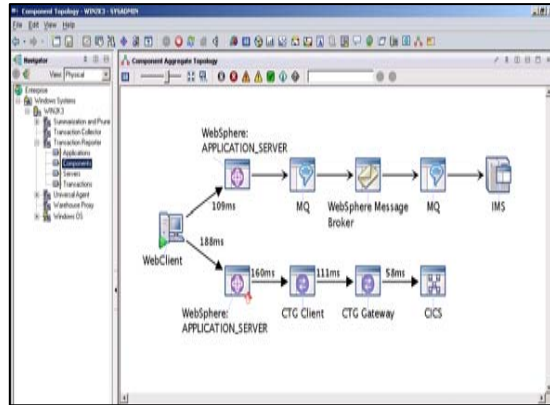 Component Topology - WIN2K3 - SYSADMIN
File Edit View Help
Navigator
View: Physical
Enterprise
Windows Systems
WIN2K3
Summarization and Prune
Transaction Collector
Transaction Reporter
Applications
Components
Servers
Transactions
Universal Agent
Warehouse Proxy
Windows OS
Component Aggregate Topology
WebSphere:
APPLICATION_SERVER
109ms
MQ
WebSphere Message
Broker
MQ
IMS
WebClient
188ms
160ms
111ms
58ms
WebSphere:
APPLICATION_SERVER
CTG Client
CTG Gateway
CICS